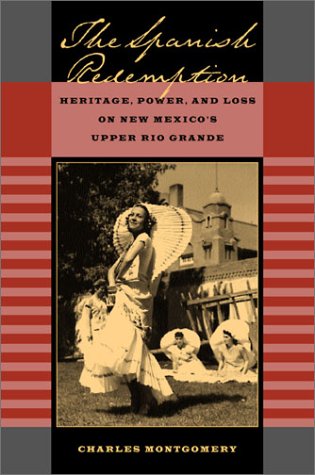 The Spanish
Redemption
HERITAGE, POWER, AND LOSS
ON NEW MEXICO'S
UPPER RIO GRANDE
CHARLES MONTGOMERY